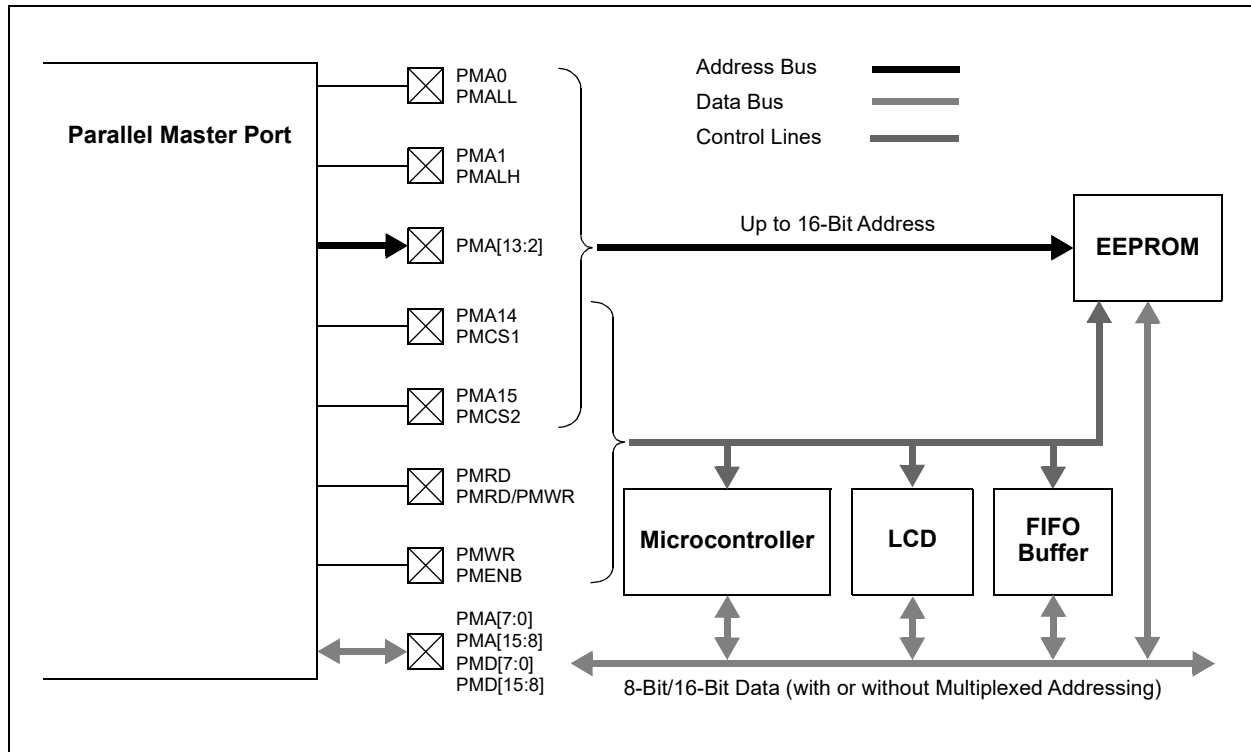 Parallel Master Port
PMA0
PMALL
PMA1
PMALH
PMA[13:2]
PMA14
PMCS1
PMA15
PMCS2
PMRD
PMRD/PMWR
PMWR
PMENB
PMA[7:0]
PMA[15:8]
PMD[7:0]
PMD[15:8]
Address Bus
Data Bus
Control Lines
Up to 16-Bit Address
EEPROM
Microcontroller
LCD
FIFO
Buffer
8-Bit/16-Bit Data (with or without Multiplexed Addressing)